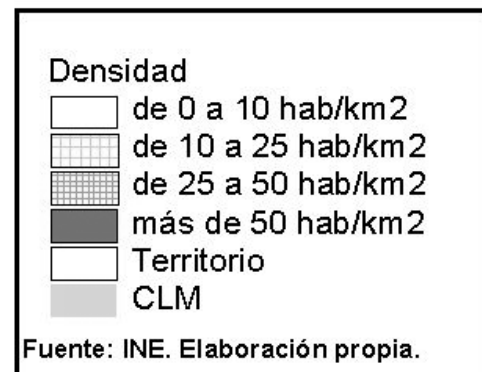 Densidad
de 0 a 10 hab/km2
de 10 a 25 hab/km2
de 25 a 50 hab/km2
más de 50 hab/km2
Territorio
CLM
Fuente: INE. Elaboración propia.